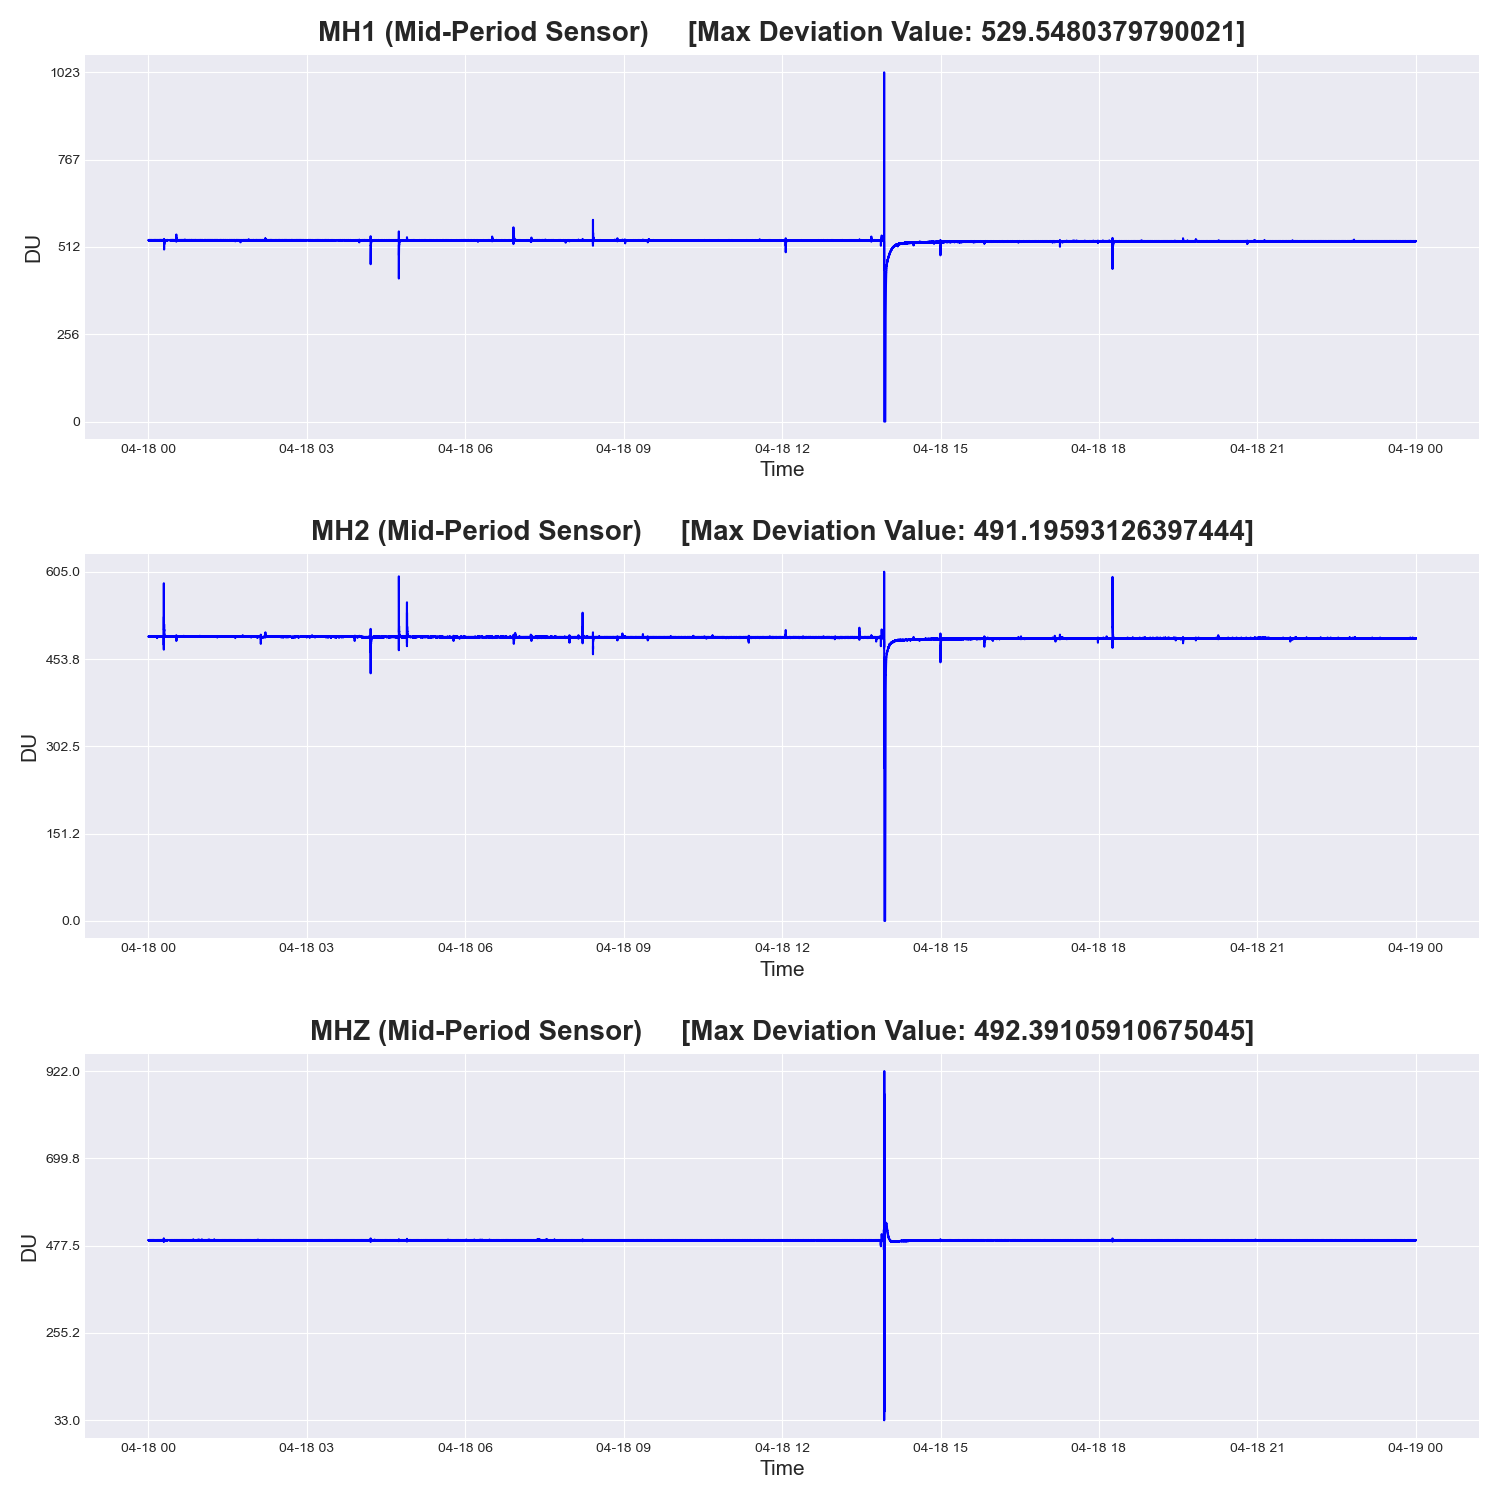 MH1 (Mid-Period Sensor) [Max Deviation Value: 529.5480379790021]
1023
767
512
256
0
DU
04-18 00 04-18 03 04-18 06 04-18 09 04-18 12 04-18 15 04-18 18 04-18 21 04-19 00
Time
MH2 (Mid-Period Sensor) [Max Deviation Value: 491.19593126397444]
605.0
453.8
302.5
151.2
0.0
DU
04-18 00 04-18 03 04-18 06 04-18 09 04-18 12 04-18 15 04-18 18 04-18 21 04-19 00
Time
MHZ (Mid-Period Sensor) [Max Deviation Value: 492.39105910675045]
922.0
699.8
477.5
255.2
33.0
DU
04-18 00 04-18 03 04-18 06 04-18 09 04-18 12 04-18 15 04-18 18 04-18 21 04-19 00
Time